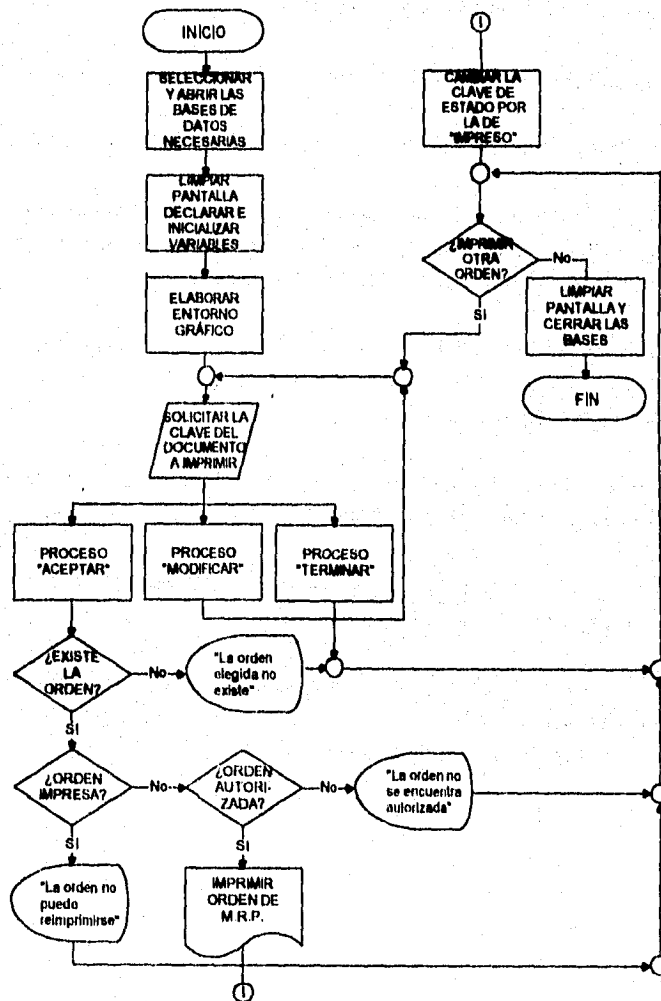 INICIO
SELECCIONAR
Y ABRIR LAS
BASES DE
DATOS
NECESARIAS
LIMPIAR
PANTALLA
DECLARAR E
INICIALIZAR
VARIABLES
ELABORAR
ENTORNO
GRÁFICO
SOLICITAR LA
CLAVE DEL
DOCUMENTO
A IMPRIMIR
PROCESO
"ACEPTAR"
PROCESO
"MODIFICAR"
PROCESO
"TERMINAR"
¿EXISTE
LA
ORDEN?
No
"La orden
elegida no
existe"
SI
¿ORDEN
IMPRESA?
No
¿ORDEN
AUTORI-
ZADA?
No
"La orden no
se encuentra
autorizada"
SI
SI
"La orden no
puede
reimprimirse"
IMPRIMIR
ORDEN DE
M.R.P.
I
I
CAMBIAR LA
CLAVE DE
ESTADO POR
LA DE
"IMPRESO"
¿IMPRIMIR
OTRA
ORDEN?
No
SI
LIMPIAR
PANTALLA Y
CERRAR LAS
BASES
FIN